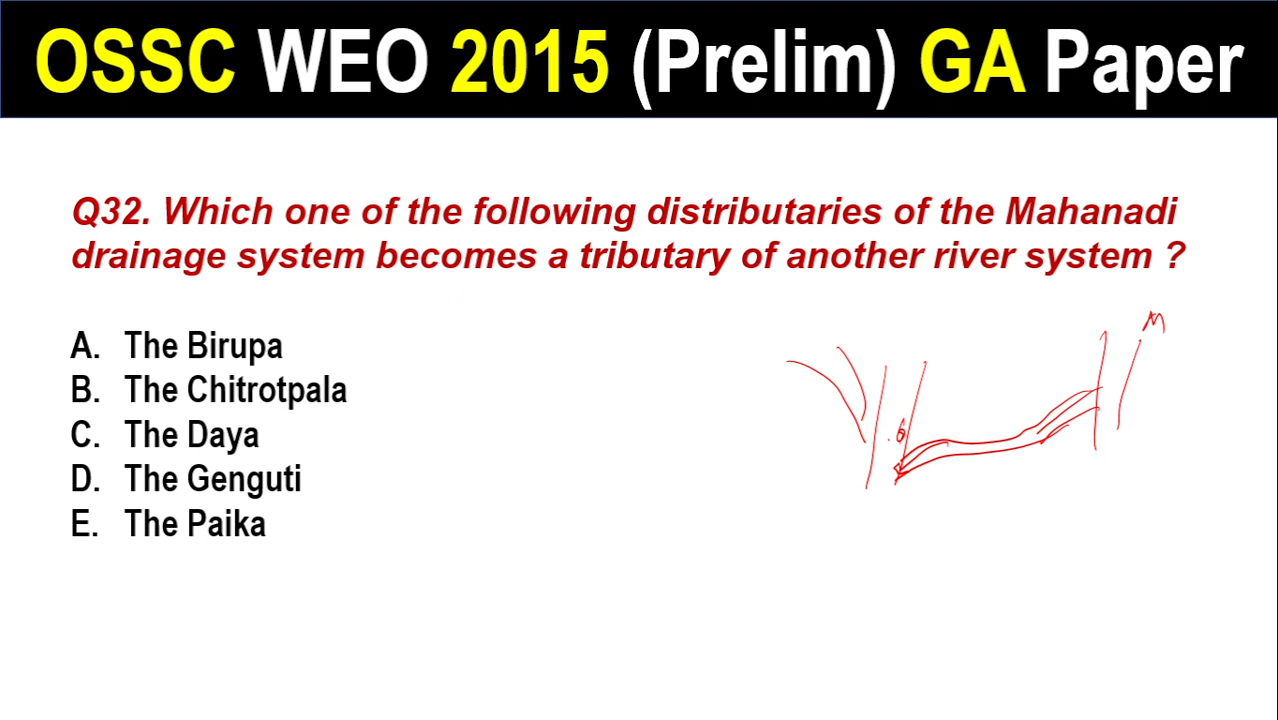 OSSC WEO 2015 (Prelim) GA Paper
Q32. Which one of the following distributaries of the Mahanadi
drainage system becomes a tributary of another river system ?
A. The Birupa
B. The Chitrotpala
C. The Daya
D. The Genguti
E. The Paika
M